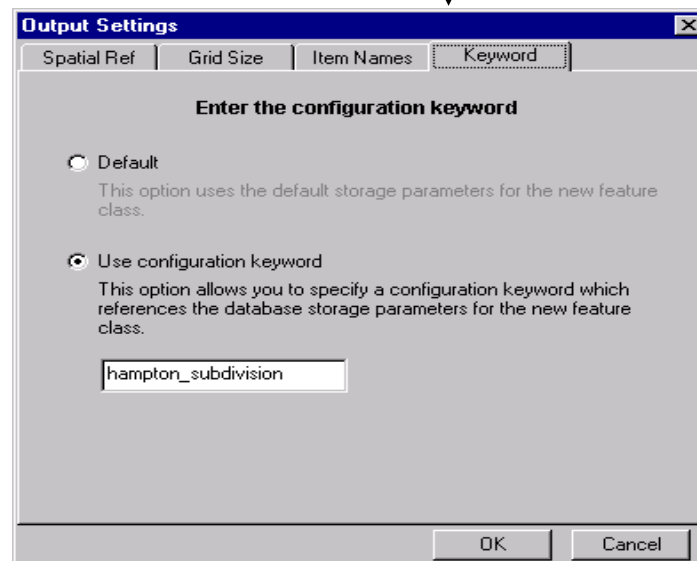 Output Settings
Spatial Ref
Grid Size
Item Names
Keyword
Enter the configuration keyword
Default
This option uses the default storage parameters for the new feature
class.
Use configuration keyword
This option allows you to specify a configuration keyword which
references the database storage parameters for the new feature
class.
hampton_subdivision
OK
Cancel